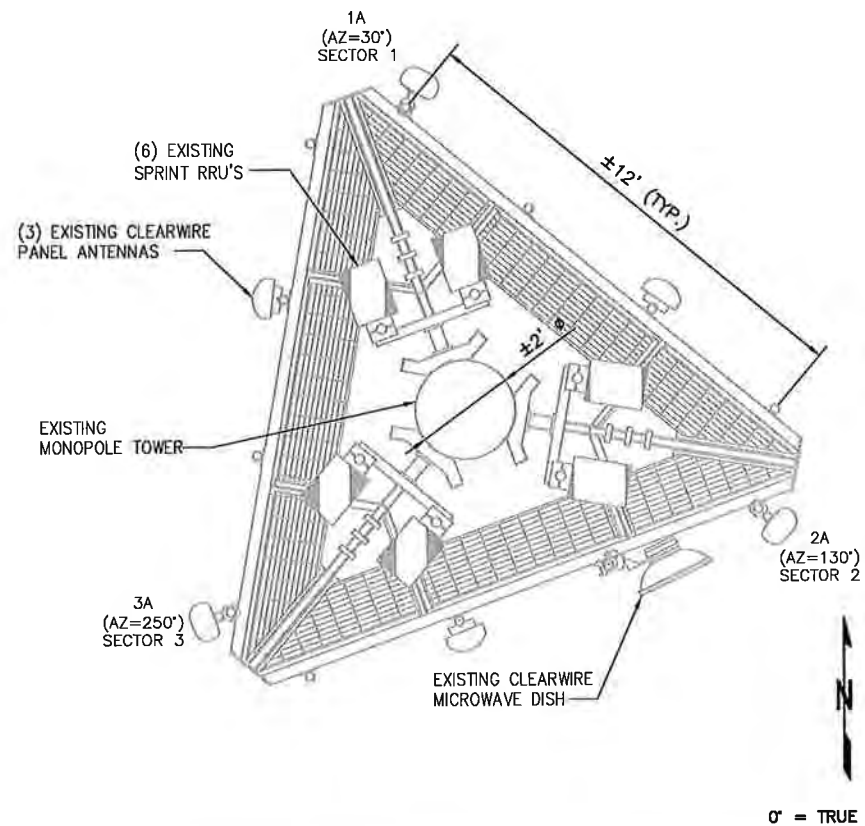 1A
(AZ=30°)
SECTOR 1
(6) EXISTING
SPRINT RRU'S
±12' (TYP.)
(3) EXISTING CLEARWIRE
PANEL ANTENNAS
±2' ø
EXISTING
MONOPOLE TOWER
2A
(AZ=130°)
SECTOR 2
3A
(AZ=250°)
SECTOR 3
EXISTING CLEARWIRE
MICROWAVE DISH
N
0° = TRUE